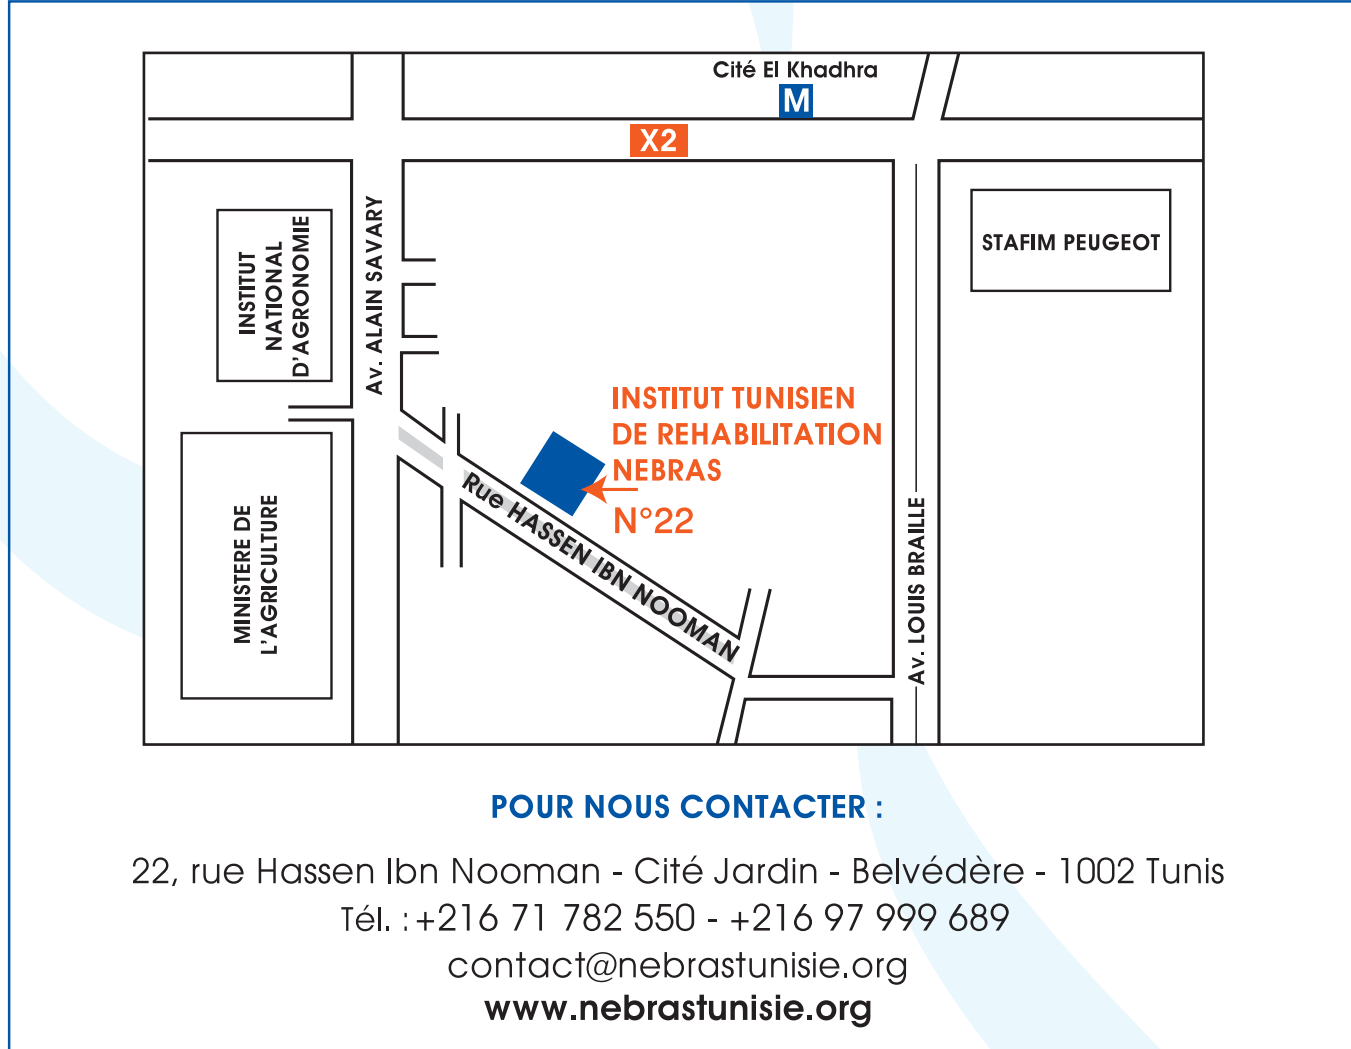 Cité El Khadhra
M
X2
INSTITUT
NATIONAL
D'AGRONOMIE
Av. ALAIN SAVARY
STAFIM PEUGEOT
INSTITUT TUNISIEN
DE REHABILITATION
NEBRAS
N°22
MINISTERE DE
L'AGRICULTURE
Rue HASSEN IBN NOOMAN
Av. LOUIS BRAILLE
POUR NOUS CONTACTER :
22, rue Hassen Ibn Nooman - Cité Jardin - Belvédère - 1002 Tunis
Tél. : +216 71 782 550 - +216 97 999 689
contact@nebrastunisie.org
www.nebrastunisie.org